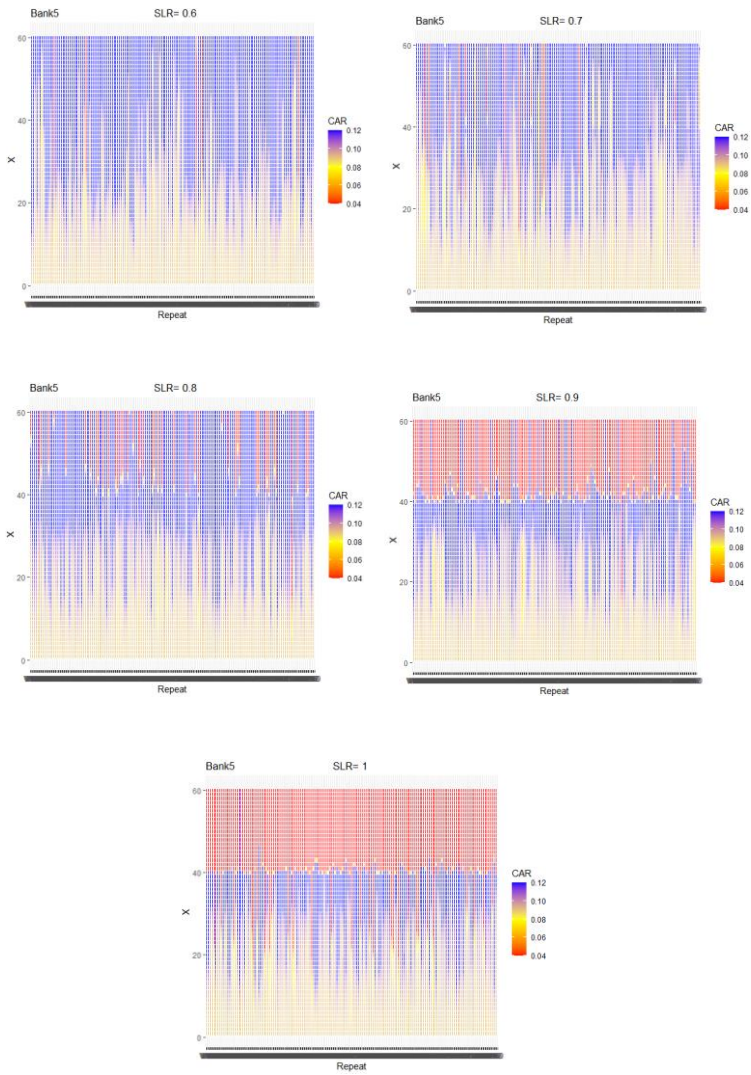 Bank5 SLR= 0.6
60
40
20
0
X
Repeat
CAR
0.12
0.10
0.08
0.06
0.04
Bank5 SLR= 0.7
60
40
20
0
X
Repeat
CAR
0.12
0.10
0.08
0.06
0.04
Bank5 SLR= 0.8
60
40
20
0
X
Repeat
CAR
0.12
0.10
0.08
0.06
0.04
Bank5 SLR= 0.9
60
40
20
0
X
Repeat
CAR
0.12
0.10
0.08
0.06
0.04
Bank5 SLR= 1
60
40
20
0
X
Repeat
CAR
0.12
0.10
0.08
0.06
0.04